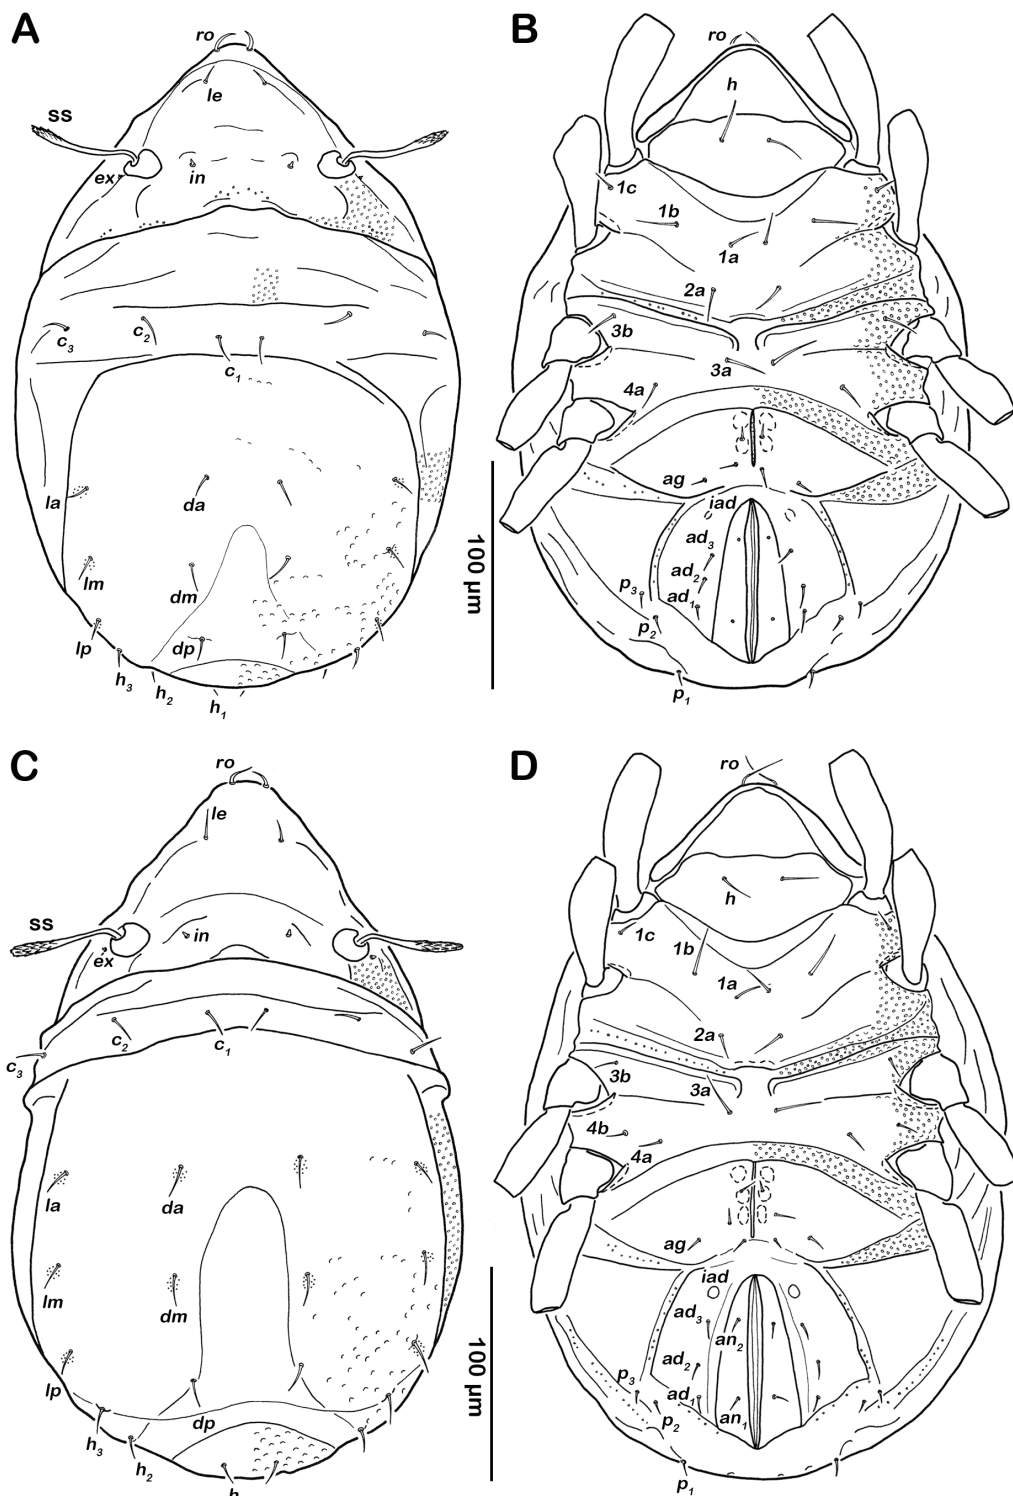 A
ro
le
ss
ex
in
c3
c2
c1
la
da
lm
dm
lp
dp
h3
h2
h1
100 µm
B
ro
h
1c
1b
1a
2a
3b
3a
4a
ag
iad
ad3
ad2
ad1
p3
p2
p1
C
ro
le
ss
in
ex
c3
c2
c1
la
da
lm
dm
lp
dp
h3
h2
h
100 µm
D
ro
h
1c
1b
1a
2a
3b
3a
4b
4a
ag
iad
ad3
an2
ad2
p3
ad1
an1
p2
p1